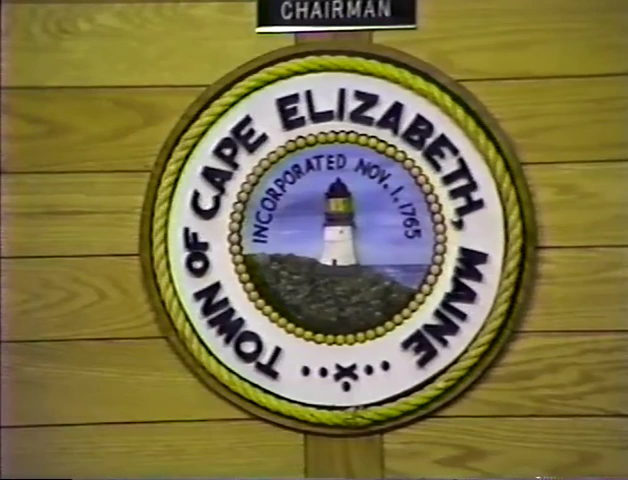 CHAIRMAN
TOWN OF CAPE ELIZABETH, MAINE
INCORPORATED NOV. 1, 1765